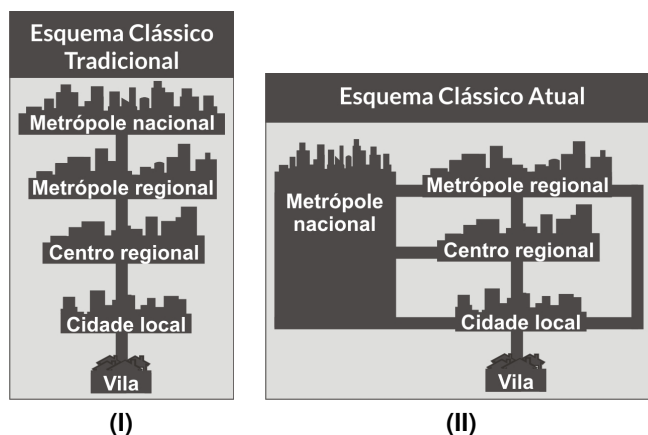 Esquema Clássico
Tradicional
Metrópole nacional
Metrópole regional
Centro regional
Cidade local
Vila
(I)
Esquema Clássico Atual
Metrópole
nacional
Metrópole regional
Centro regional
Cidade local
Vila
(II)